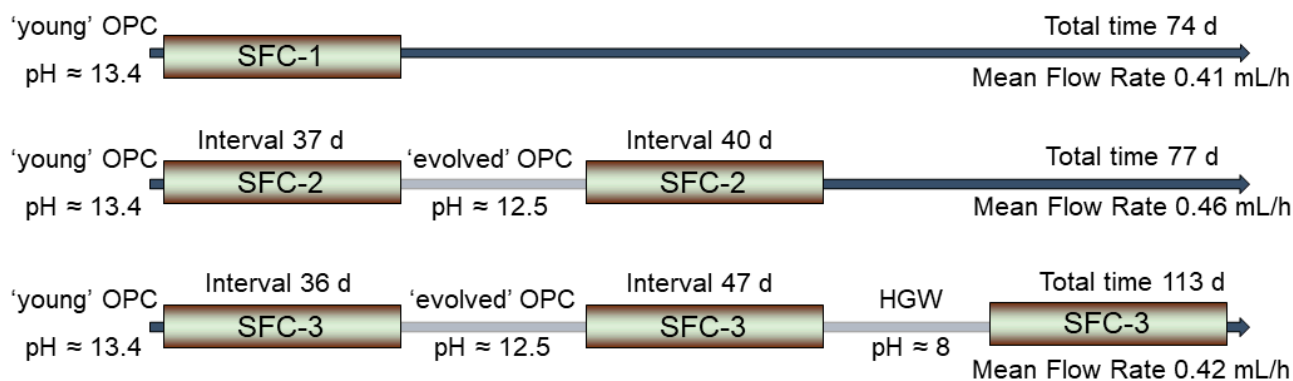 ‘young’ OPC
Total time 74 d
SFC-1
pH ≈ 13.4
Mean Flow Rate 0.41 mL/h
Interval 37 d
Interval 40 d
‘young’ OPC
‘evolved’ OPC
Total time 77 d
SFC-2
SFC-2
pH ≈ 13.4
pH ≈ 12.5
Mean Flow Rate 0.46 mL/h
Interval 36 d
Interval 47 d
Total time 113 d
‘young’ OPC
‘evolved’ OPC
HGW
SFC-3
SFC-3
SFC-3
pH ≈ 13.4
pH ≈ 12.5
pH ≈ 8
Mean Flow Rate 0.42 mL/h